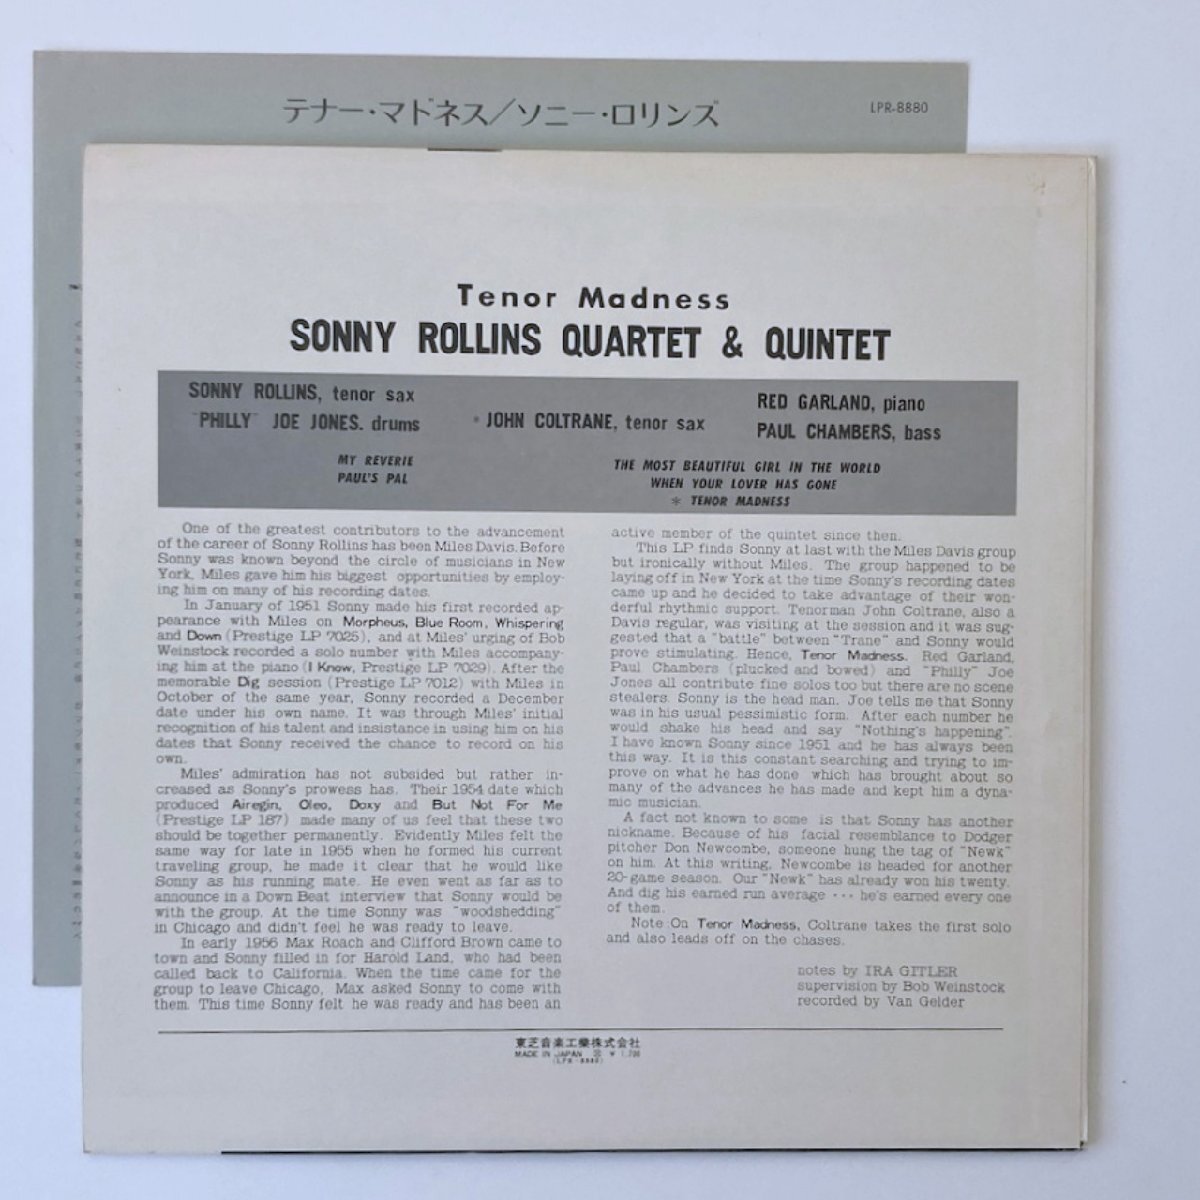 テナー・マドネス／ソニー・ロリンズ
LPR-8880
Tenor Madness
SONNY ROLLINS QUARTET & QUINTET
SONNY ROLLINS, tenor sax
"PHILLY" JOE JONES. drums
* JOHN COLTRANE, tenor sax
RED GARLAND, piano
PAUL CHAMBERS, bass
MY REVERIE
PAUL'S PAL
THE MOST BEAUTIFUL GIRL IN THE WORLD
WHEN YOUR LOVER HAS GONE
* TENOR MADNESS
One of the greatest contributors to the advancement
of the career of Sonny Rollins has been Miles Davis. Before
Sonny was known beyond the circle of musicians in New
York, Miles gave him his biggest opportunities by employ-
ing him on many of his recording dates.
In January of 1951 Sonny made his first recorded ap-
pearance with Miles on Morpheus, Blue Room, Whispering
and Down (Prestige LP 7025), and at Miles' urging of Bob
Weinstock recorded a solo number with Miles accompany-
ing him at the piano (I Know, Prestige LP 7029). After the
memorable Dig session (Prestige LP 7012) with Miles in
October of the same year, Sonny recorded a December
date under his own name. It was through Miles' initial
recognition of his talent and insistance in using him on his
dates that Sonny received the chance to record on his
own.
Miles' admiration has not subsided but rather in-
creased as Sonny's prowess has. Their 1954 date which
produced Airegin, Oleo, Doxy and But Not For Me
(Prestige LP 187) made many of us feel that these two
should be together permanently. Evidently Miles felt the
same way for late in 1955 when he formed his current
traveling group, he made it clear that he would like
Sonny as his running mate. He even went as far as to
announce in a Down Beat interview that Sonny would be
with the group. At the time Sonny was "woodshedding"
in Chicago and didn't feel he was ready to leave.
In early 1956 Max Roach and Clifford Brown came to
town and Sonny filled in for Harold Land, who had been
called back to California. When the time came for the
group to leave Chicago, Max asked Sonny to come with
them. This time Sonny felt he was ready and has been an
active member of the quintet since then.
This LP finds Sonny at last with the Miles Davis group
but ironically without Miles. The group happened to be
laying off in New York at the time Sonny's recording dates
came up and he decided to take advantage of their won-
derful rhythmic support. Tenorman John Coltrane, also a
Davis regular, was visiting at the session and it was sug-
gested that a "battle" between "Trane" and Sonny would
prove stimulating. Hence, Tenor Madness. Red Garland,
Paul Chambers (plucked and bowed) and "Philly" Joe
Jones all contribute fine solos too but there are no scene
stealers. Sonny is the head man. Joe tells me that Sonny
was in his usual pessimistic form. After each number he
would shake his head and say "Nothing's happening".
I have known Sonny since 1951 and he has always been
this way. It is this constant searching and trying to im-
prove on what he has done which has brought about so
many of the advances he has made and kept him a dyna-
mic musician.
A fact not known to some is that Sonny has another
nickname. Because of his facial resemblance to Dodger
pitcher Don Newcombe, someone hung the tag of "Newk"
on him. At this writing, Newcombe is headed for another
20-game season. Our "Newk" has already won his twenty.
And dig his earned run average ··· he's earned every one
of them.
Note : On Tenor Madness, Coltrane takes the first solo
and also leads off on the chases.
notes by IRA GITLER
supervision by Bob Weinstock
recorded by Van Gelder
東芝音楽工業株式会社
MADE IN JAPAN ¥ 1,700
(LPR-8880)